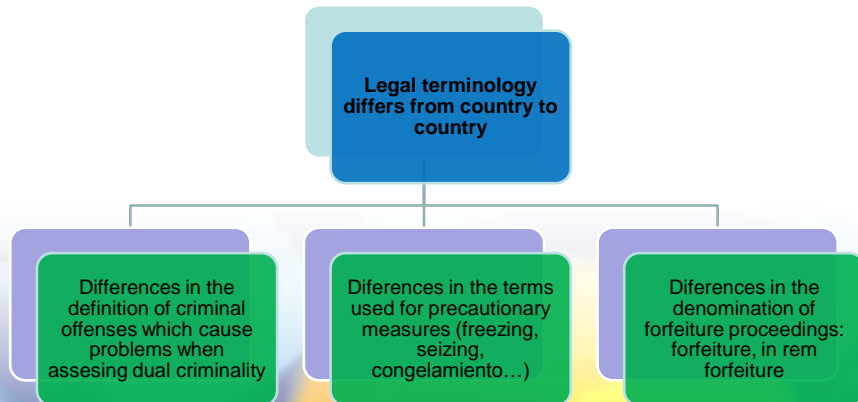 Legal terminology
differs from country to
country
Differences in the
definition of criminal
offenses which cause
problems when
assesing dual criminality
Diferences in the terms
used for precautionary
measures (freezing,
seizing,
congelamiento…)
Diferences in the
denomination of
forfeiture proceedings:
forfeiture, in rem
forfeiture